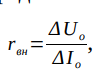 r_вн = ΔU_o / ΔI_o ,